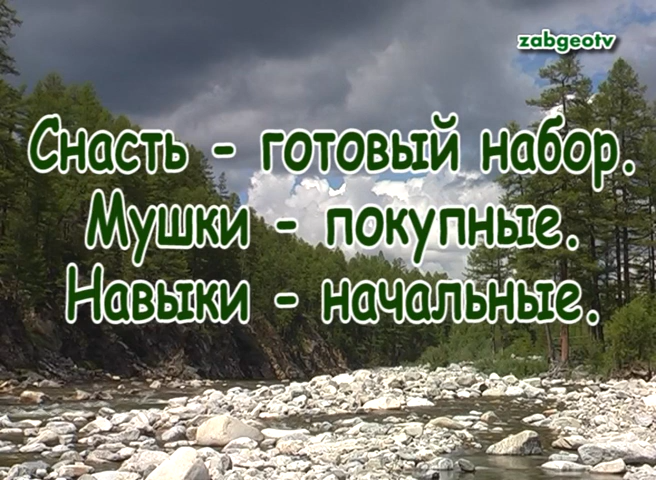 zabgeotv
Снасть - готовый набор.
Мушки - покупные.
Навыки - начальные.